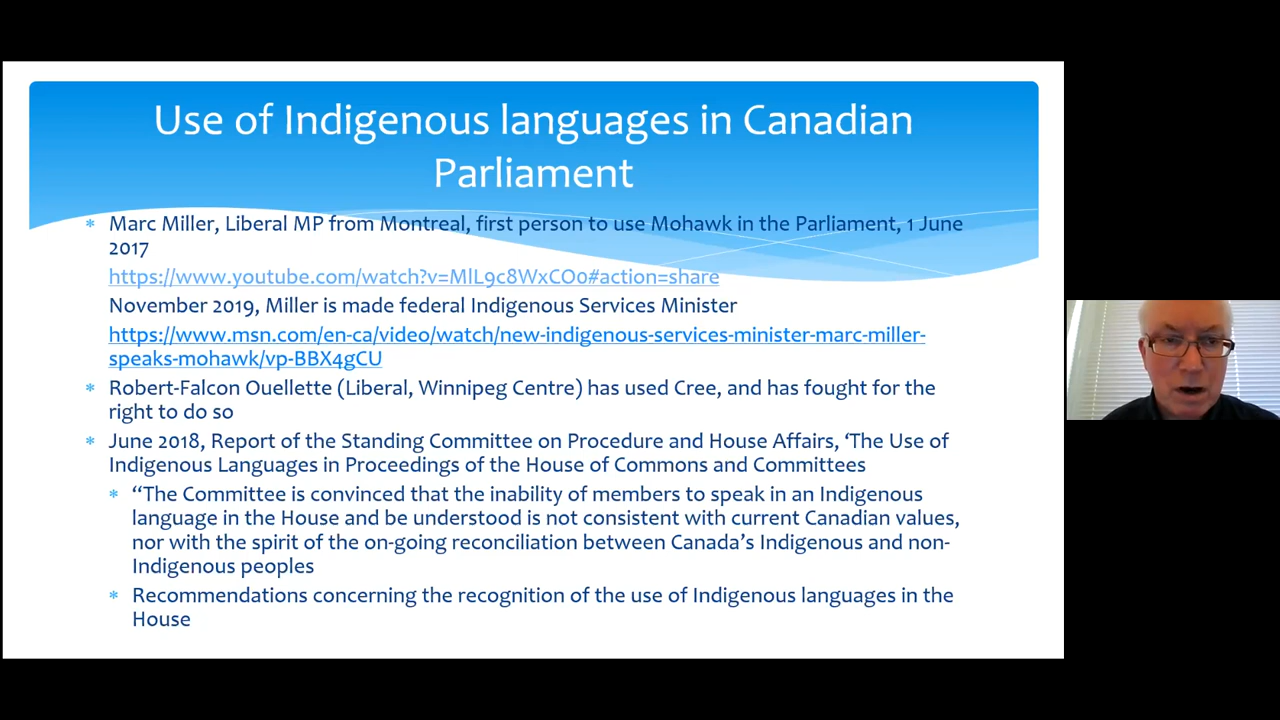 Use of Indigenous languages in Canadian
Parliament
* Marc Miller, Liberal MP from Montreal, first person to use Mohawk in the Parliament, 1 June
2017
https://www.youtube.com/watch?v=MlL9c8WxCO0#action=share
November 2019, Miller is made federal Indigenous Services Minister
https://www.msn.com/en-ca/video/watch/new-indigenous-services-minister-marc-miller-
speaks-mohawk/vp-BBX4gCU
* Robert-Falcon Ouellette (Liberal, Winnipeg Centre) has used Cree, and has fought for the
right to do so
* June 2018, Report of the Standing Committee on Procedure and House Affairs, ‘The Use of
Indigenous Languages in Proceedings of the House of Commons and Committees
* “The Committee is convinced that the inability of members to speak in an Indigenous
language in the House and be understood is not consistent with current Canadian values,
nor with the spirit of the on-going reconciliation between Canada’s Indigenous and non-
Indigenous peoples
* Recommendations concerning the recognition of the use of Indigenous languages in the
House